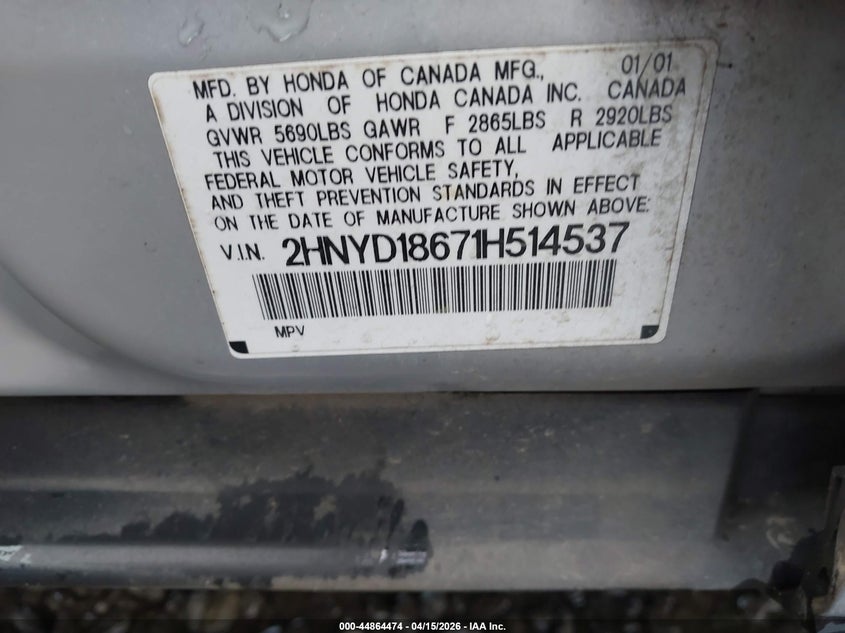 MFD. BY HONDA OF CANADA MFG., 01/01
A DIVISION OF HONDA CANADA INC. CANADA
GVWR 5690LBS GAWR F 2865LBS R 2920LBS
THIS VEHICLE CONFORMS TO ALL APPLICABLE
FEDERAL MOTOR VEHICLE SAFETY,
AND THEFT PREVENTION STANDARDS IN EFFECT
ON THE DATE OF MANUFACTURE SHOWN ABOVE:
V.I.N. 2HNYD18671H514537
MPV
000-44864474 - 04/15/2026 - IAA Inc.